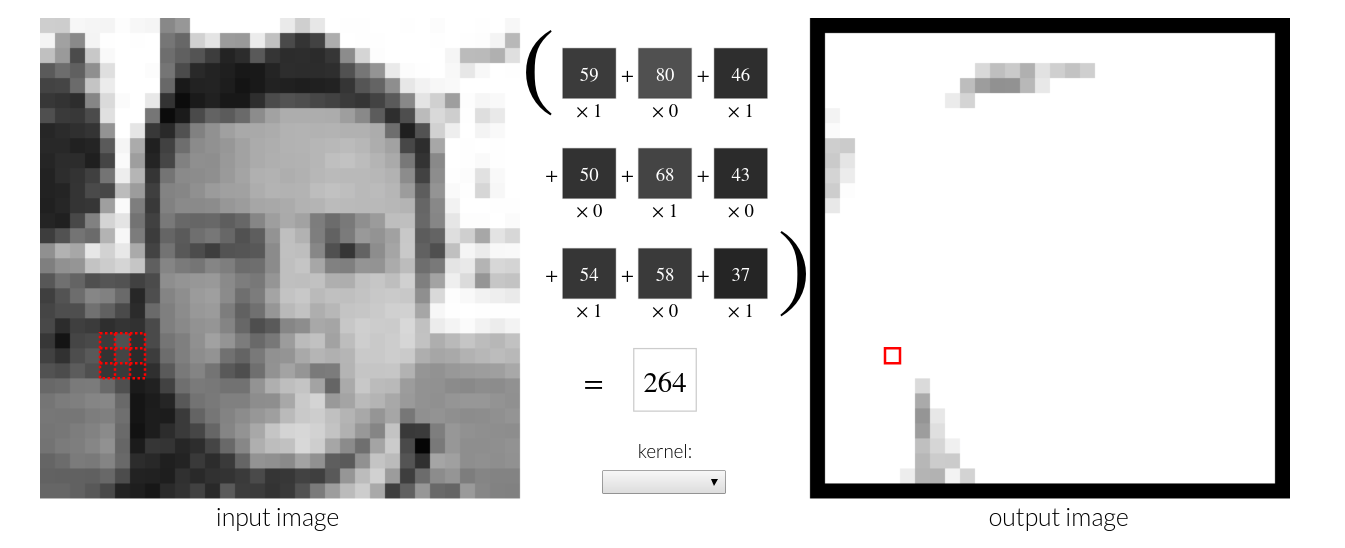 ( 59 + 80 + 46
× 1 × 0 × 1
+ 50 + 68 + 43
× 0 × 1 × 0
+ 54 + 58 + 37 )
× 1 × 0 × 1
= 264
kernel:
input image
output image